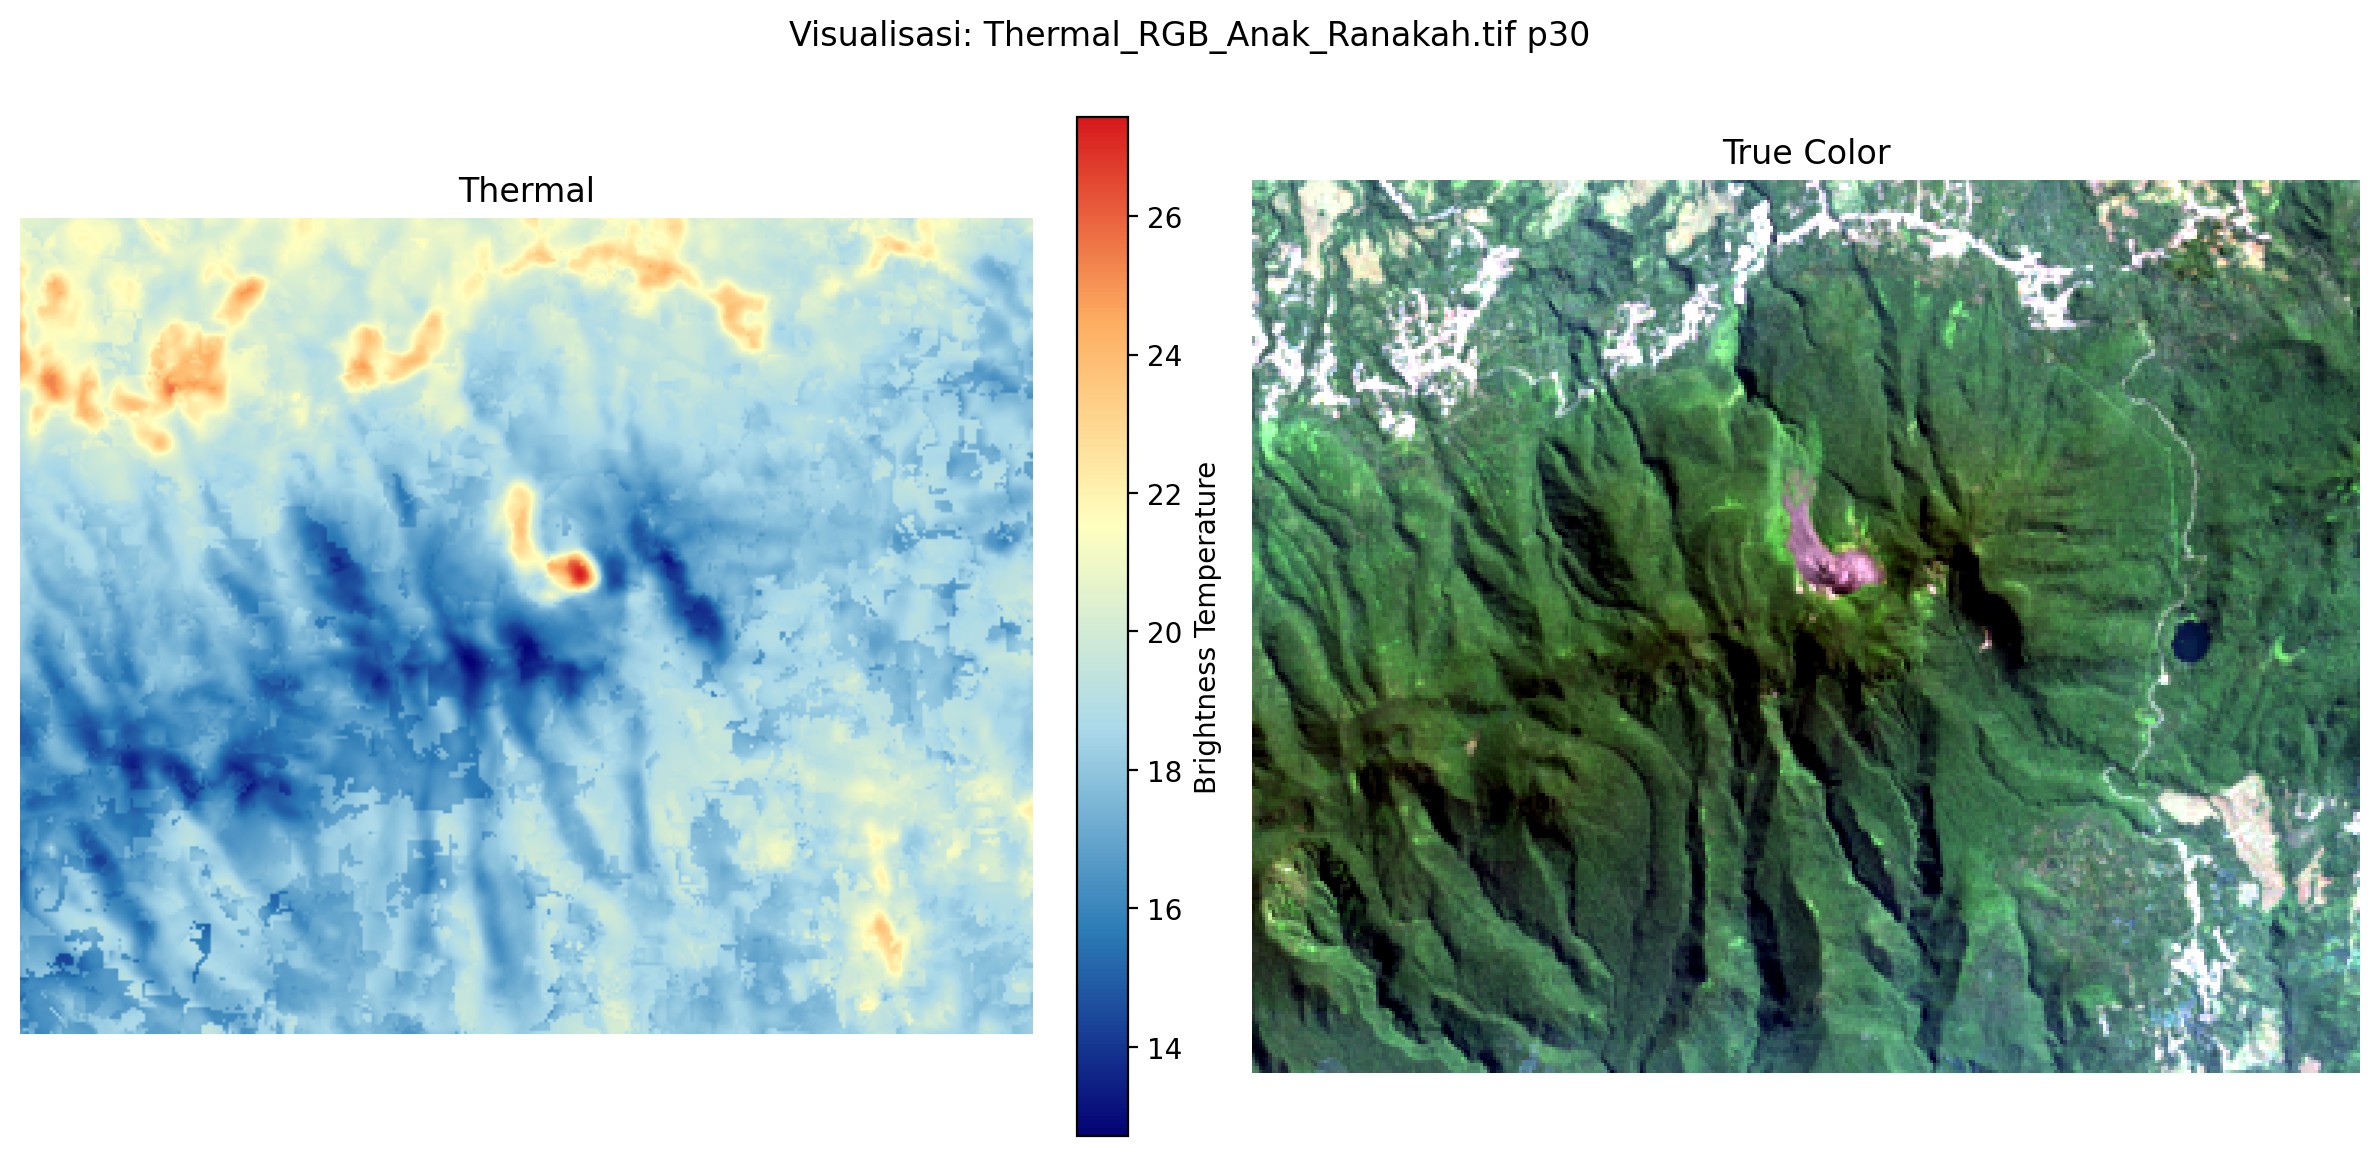 Visualisasi: Thermal_RGB_Anak_Ranakah.tif p30
Thermal
26
24
22
20
18
16
14
Brightness Temperature
True Color